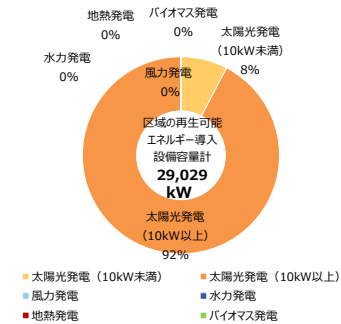 地熱発電
0%
バイオマス発電
0%
太陽光発電
（10kW未満）
8%
水力発電
0%
風力発電
0%
区域の再生可能
エネルギー導入
設備容量計
29,029
kW
太陽光発電
（10kW以上）
92%
太陽光発電（10kW未満）
太陽光発電（10kW以上）
風力発電
水力発電
地熱発電
バイオマス発電